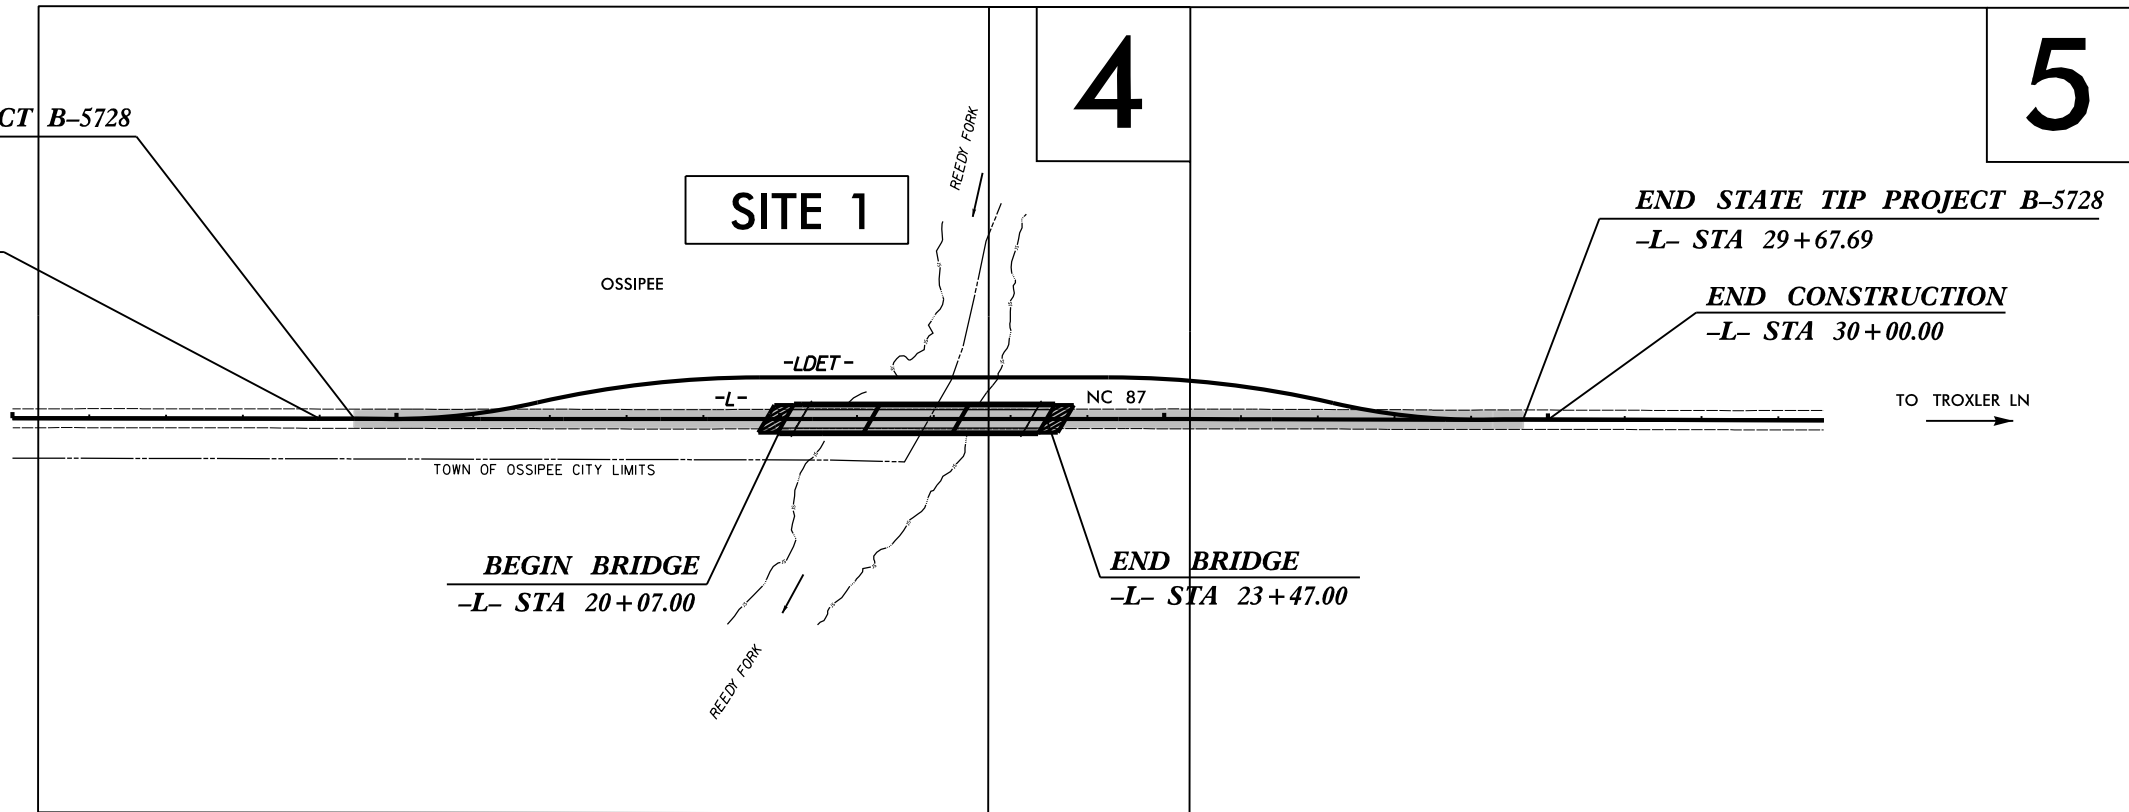 4
5
CT B–5728
REEDY FORK
SITE 1
END STATE TIP PROJECT B–5728
–L– STA 29+67.69
OSSIPEE
END CONSTRUCTION
–L– STA 30+00.00
-LDET-
-L-
NC 87
TO TROXLER LN
TOWN OF OSSIPEE CITY LIMITS
BEGIN BRIDGE
–L– STA 20+07.00
END BRIDGE
–L– STA 23+47.00
REEDY FORK